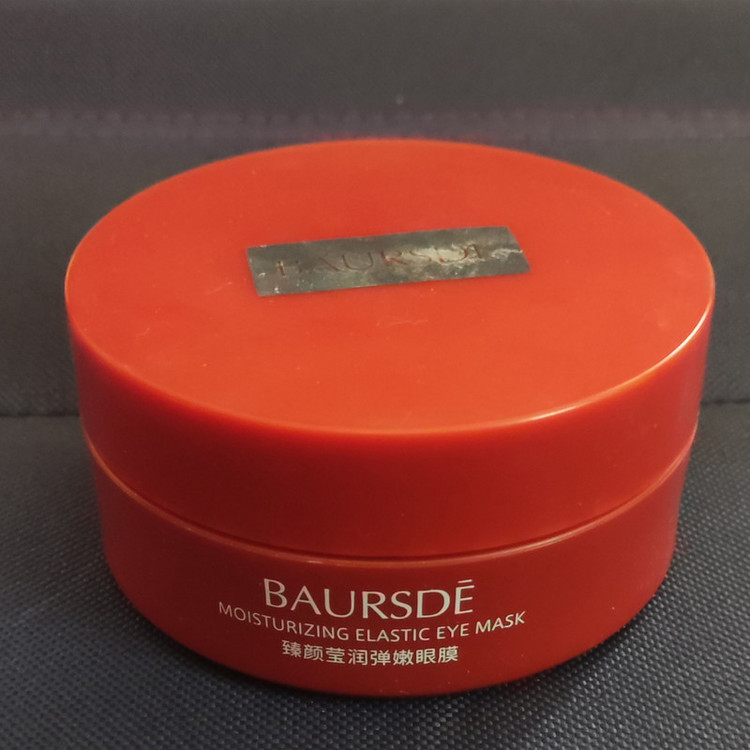 BAURSDE
BAURSDĒ
MOISTURIZING ELASTIC EYE MASK
臻颜莹润弹嫩眼膜